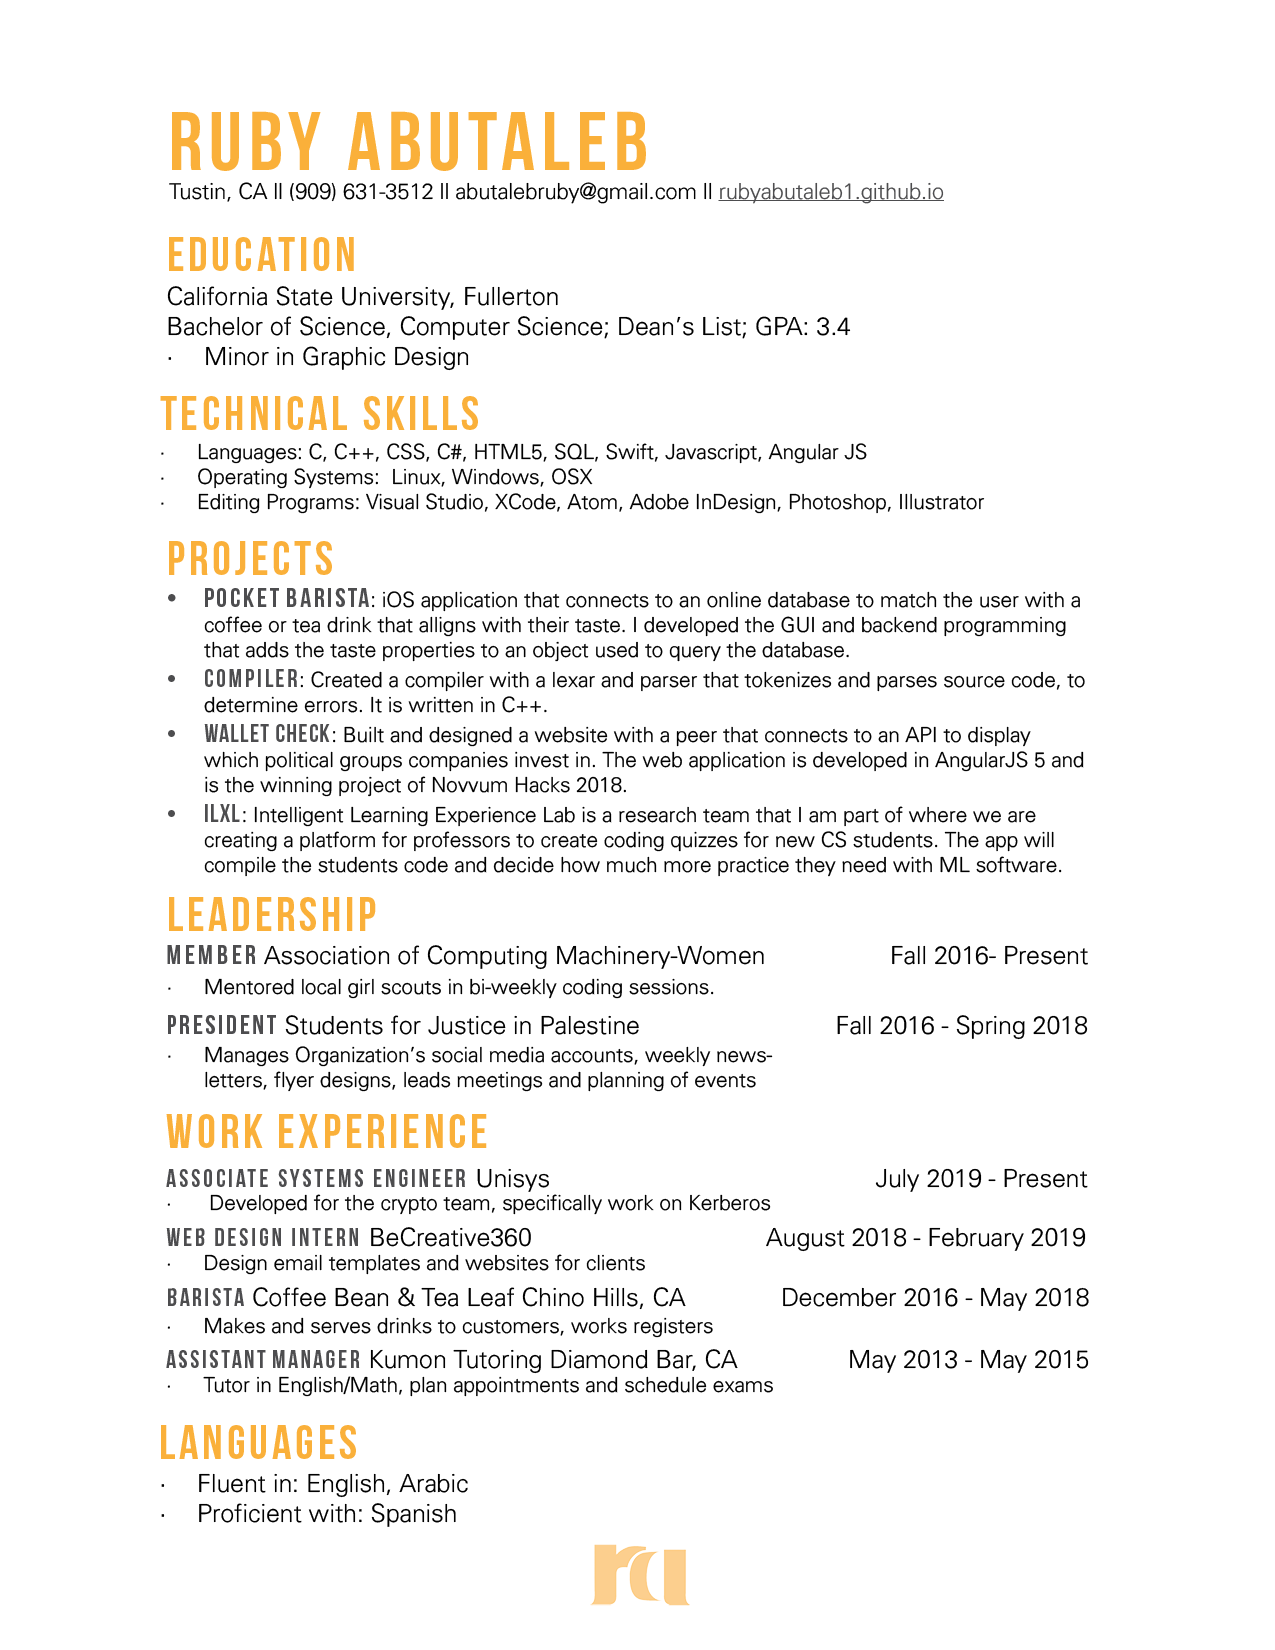 RUBY ABUTALEB
Tustin, CA ll (909) 631-3512 ll abutalebruby@gmail.com ll rubyabutaleb1.github.io
EDUCATION
California State University, Fullerton
Bachelor of Science, Computer Science; Dean's List; GPA: 3.4
· Minor in Graphic Design
TECHNICAL SKILLS
· Languages: C, C++, CSS, C#, HTML5, SQL, Swift, Javascript, Angular JS
· Operating Systems: Linux, Windows, OSX
· Editing Programs: Visual Studio, XCode, Atom, Adobe InDesign, Photoshop, Illustrator
PROJECTS
• POCKET BARISTA: iOS application that connects to an online database to match the user with a
coffee or tea drink that alligns with their taste. I developed the GUI and backend programming
that adds the taste properties to an object used to query the database.
• COMPILER: Created a compiler with a lexar and parser that tokenizes and parses source code, to
determine errors. It is written in C++.
• WALLET CHECK: Built and designed a website with a peer that connects to an API to display
which political groups companies invest in. The web application is developed in AngularJS 5 and
is the winning project of Novvum Hacks 2018.
• ILXL: Intelligent Learning Experience Lab is a research team that I am part of where we are
creating a platform for professors to create coding quizzes for new CS students. The app will
compile the students code and decide how much more practice they need with ML software.
LEADERSHIP
MEMBER Association of Computing Machinery-Women Fall 2016- Present
· Mentored local girl scouts in bi-weekly coding sessions.
PRESIDENT Students for Justice in Palestine Fall 2016 - Spring 2018
· Manages Organization's social media accounts, weekly news-
letters, flyer designs, leads meetings and planning of events
WORK EXPERIENCE
ASSOCIATE SYSTEMS ENGINEER Unisys July 2019 - Present
· Developed for the crypto team, specifically work on Kerberos
WEB DESIGN INTERN BeCreative360 August 2018 - February 2019
· Design email templates and websites for clients
BARISTA Coffee Bean & Tea Leaf Chino Hills, CA December 2016 - May 2018
· Makes and serves drinks to customers, works registers
ASSISTANT MANAGER Kumon Tutoring Diamond Bar, CA May 2013 - May 2015
· Tutor in English/Math, plan appointments and schedule exams
LANGUAGES
· Fluent in: English, Arabic
· Proficient with: Spanish
ra